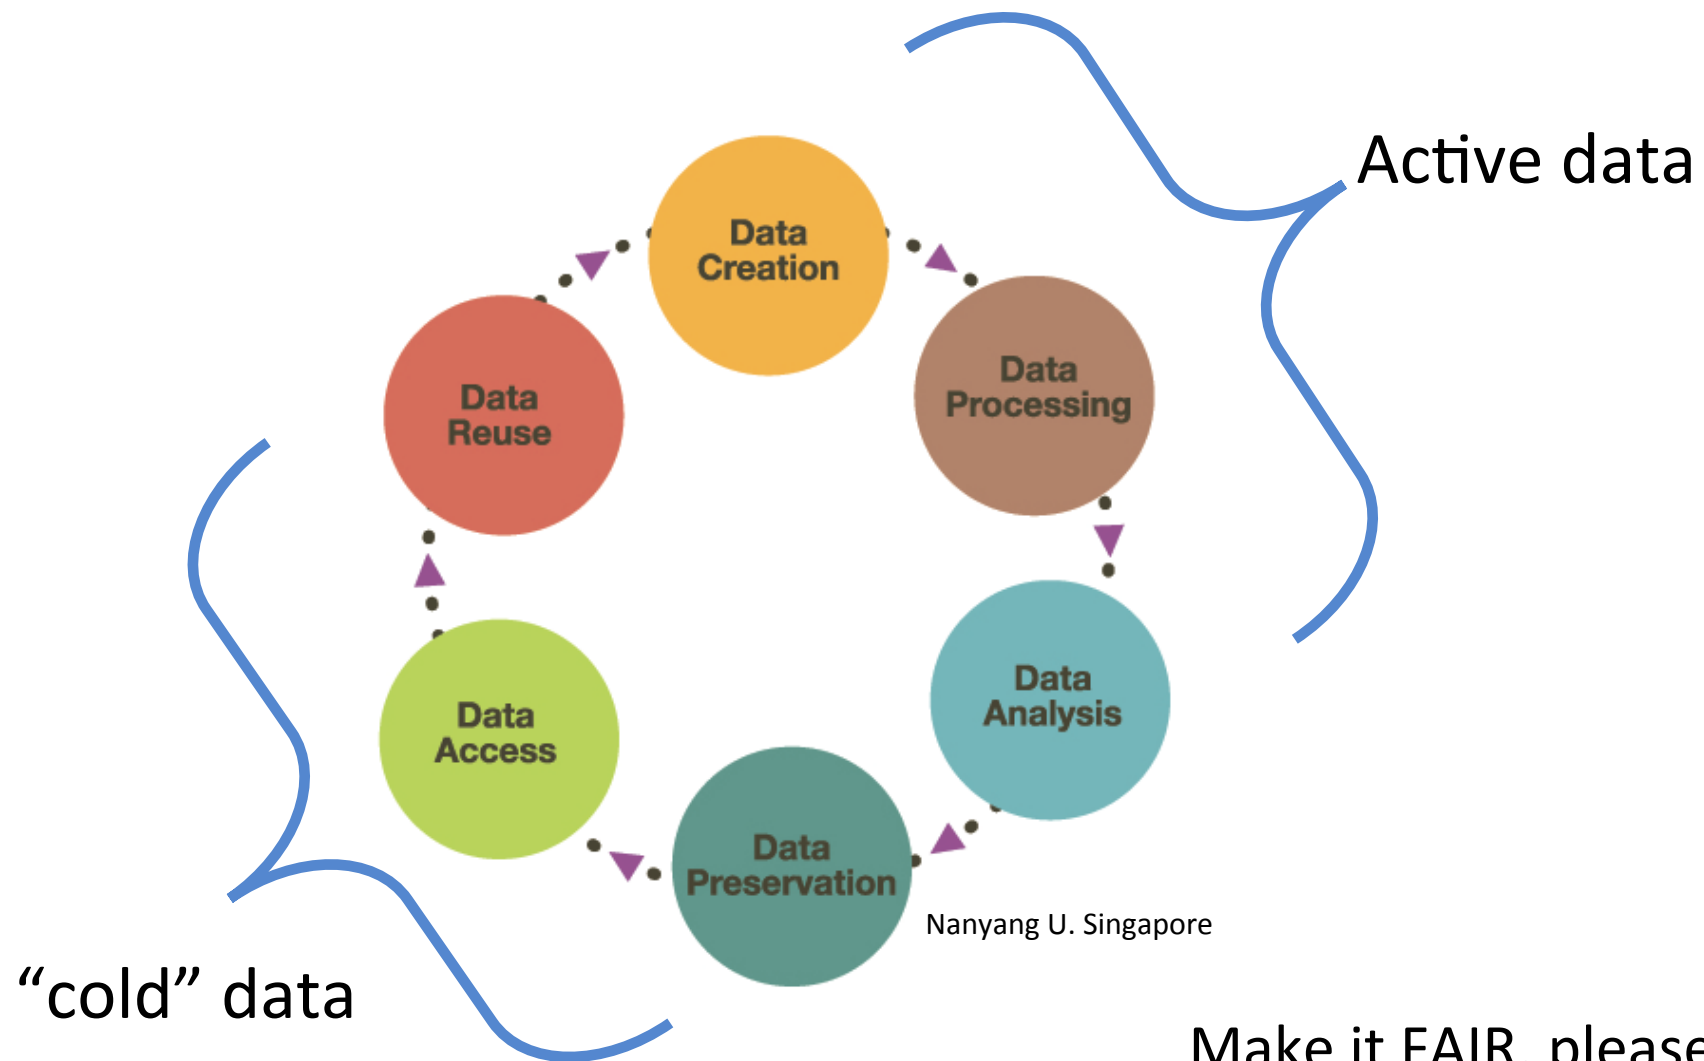 Active data
Data
Creation
Data
Processing
Data
Reuse
Data
Analysis
Data
Access
Data
Preservation
Nanyang U. Singapore
“cold” data
Make it FAIR, please